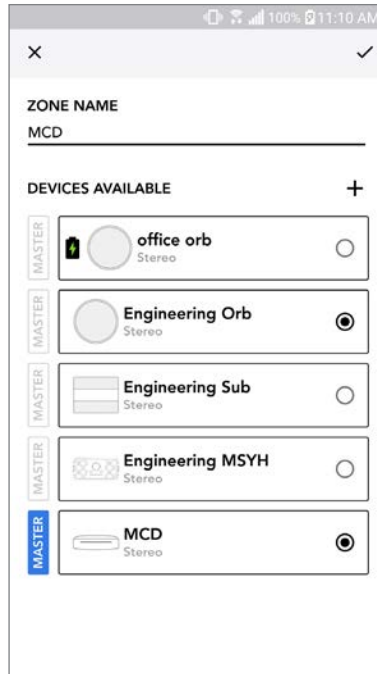 100% 11:10 AM
ZONE NAME
MCD
DEVICES AVAILABLE
MASTER
office orb
Stereo
MASTER
Engineering Orb
Stereo
MASTER
Engineering Sub
Stereo
MASTER
Engineering MSYH
Stereo
MASTER
MCD
Stereo